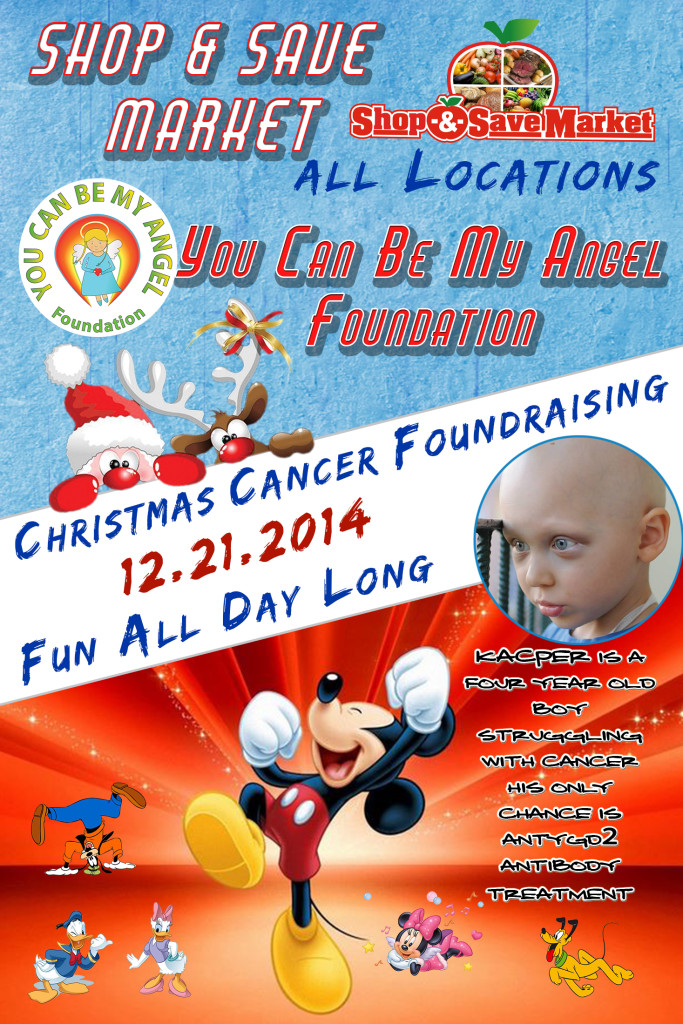 SHOP & SAVE
MARKET
Shop & Save Market
ALL LOCATIONS
YOU CAN BE MY ANGEL
Foundation
YOU CAN BE MY ANGEL
FOUNDATION
CHRISTMAS CANCER FOUNDRAISING
12.21.2014
FUN ALL DAY LONG
KACPER IS A
FOUR YEAR OLD
BOY
STRUGGLING
WITH CANCER
HIS ONLY
CHANCE IS
ANTYGD2
ANTIBODY
TREATMENT